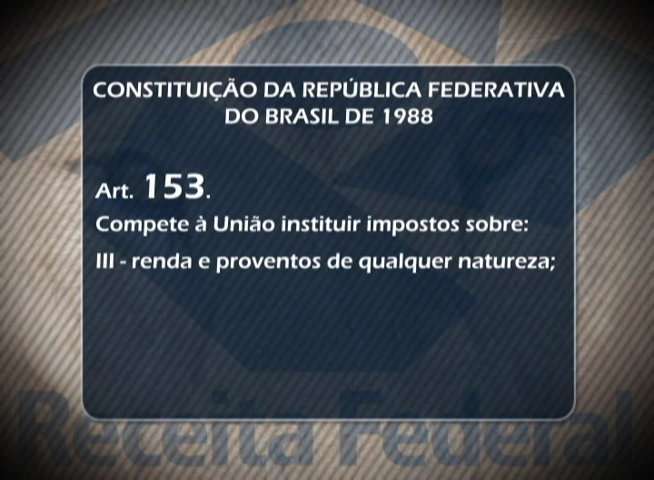 CONSTITUIÇÃO DA REPÚBLICA FEDERATIVA
DO BRASIL DE 1988
Art. 153.
Compete à União instituir impostos sobre:
III - renda e proventos de qualquer natureza;
Receita Federal